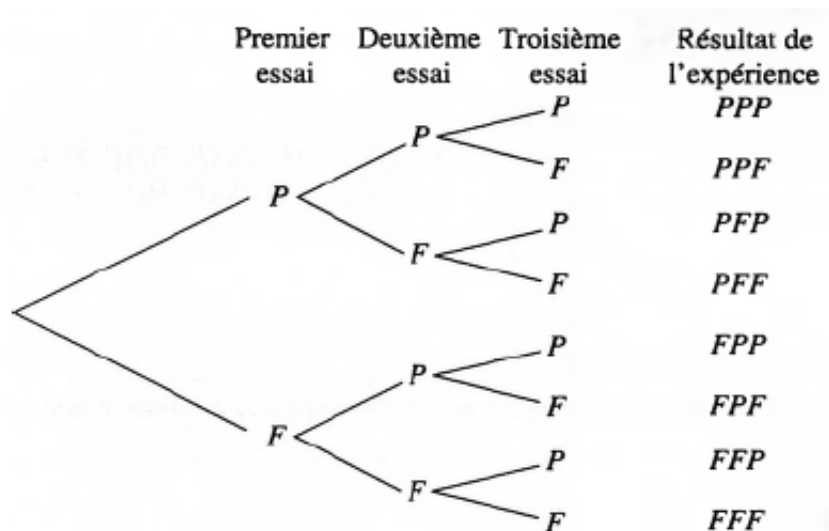 Premier Deuxième Troisième Résultat de
essai essai essai l'expérience
P PPP
P
F PPF
P
P PFP
F
F PFF
P FPP
P
F FPF
F
P FFP
F
F FFF